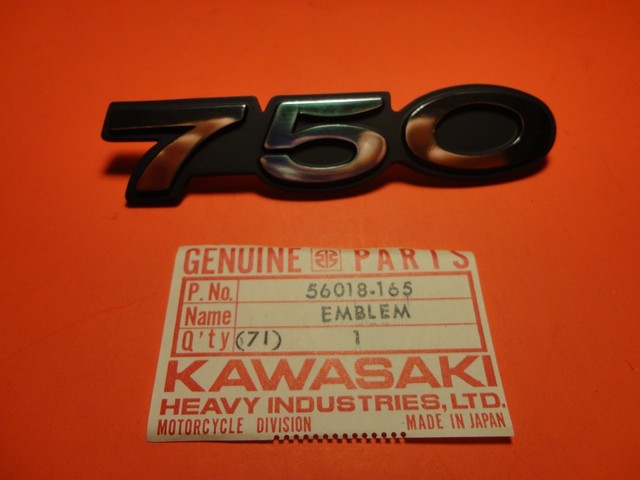 750
GENUINE PARTS
P. No. 56018-165
Name EMBLEM
Q'ty (71) 1
KAWASAKI
HEAVY INDUSTRIES, LTD.
MOTORCYCLE DIVISION MADE IN JAPAN